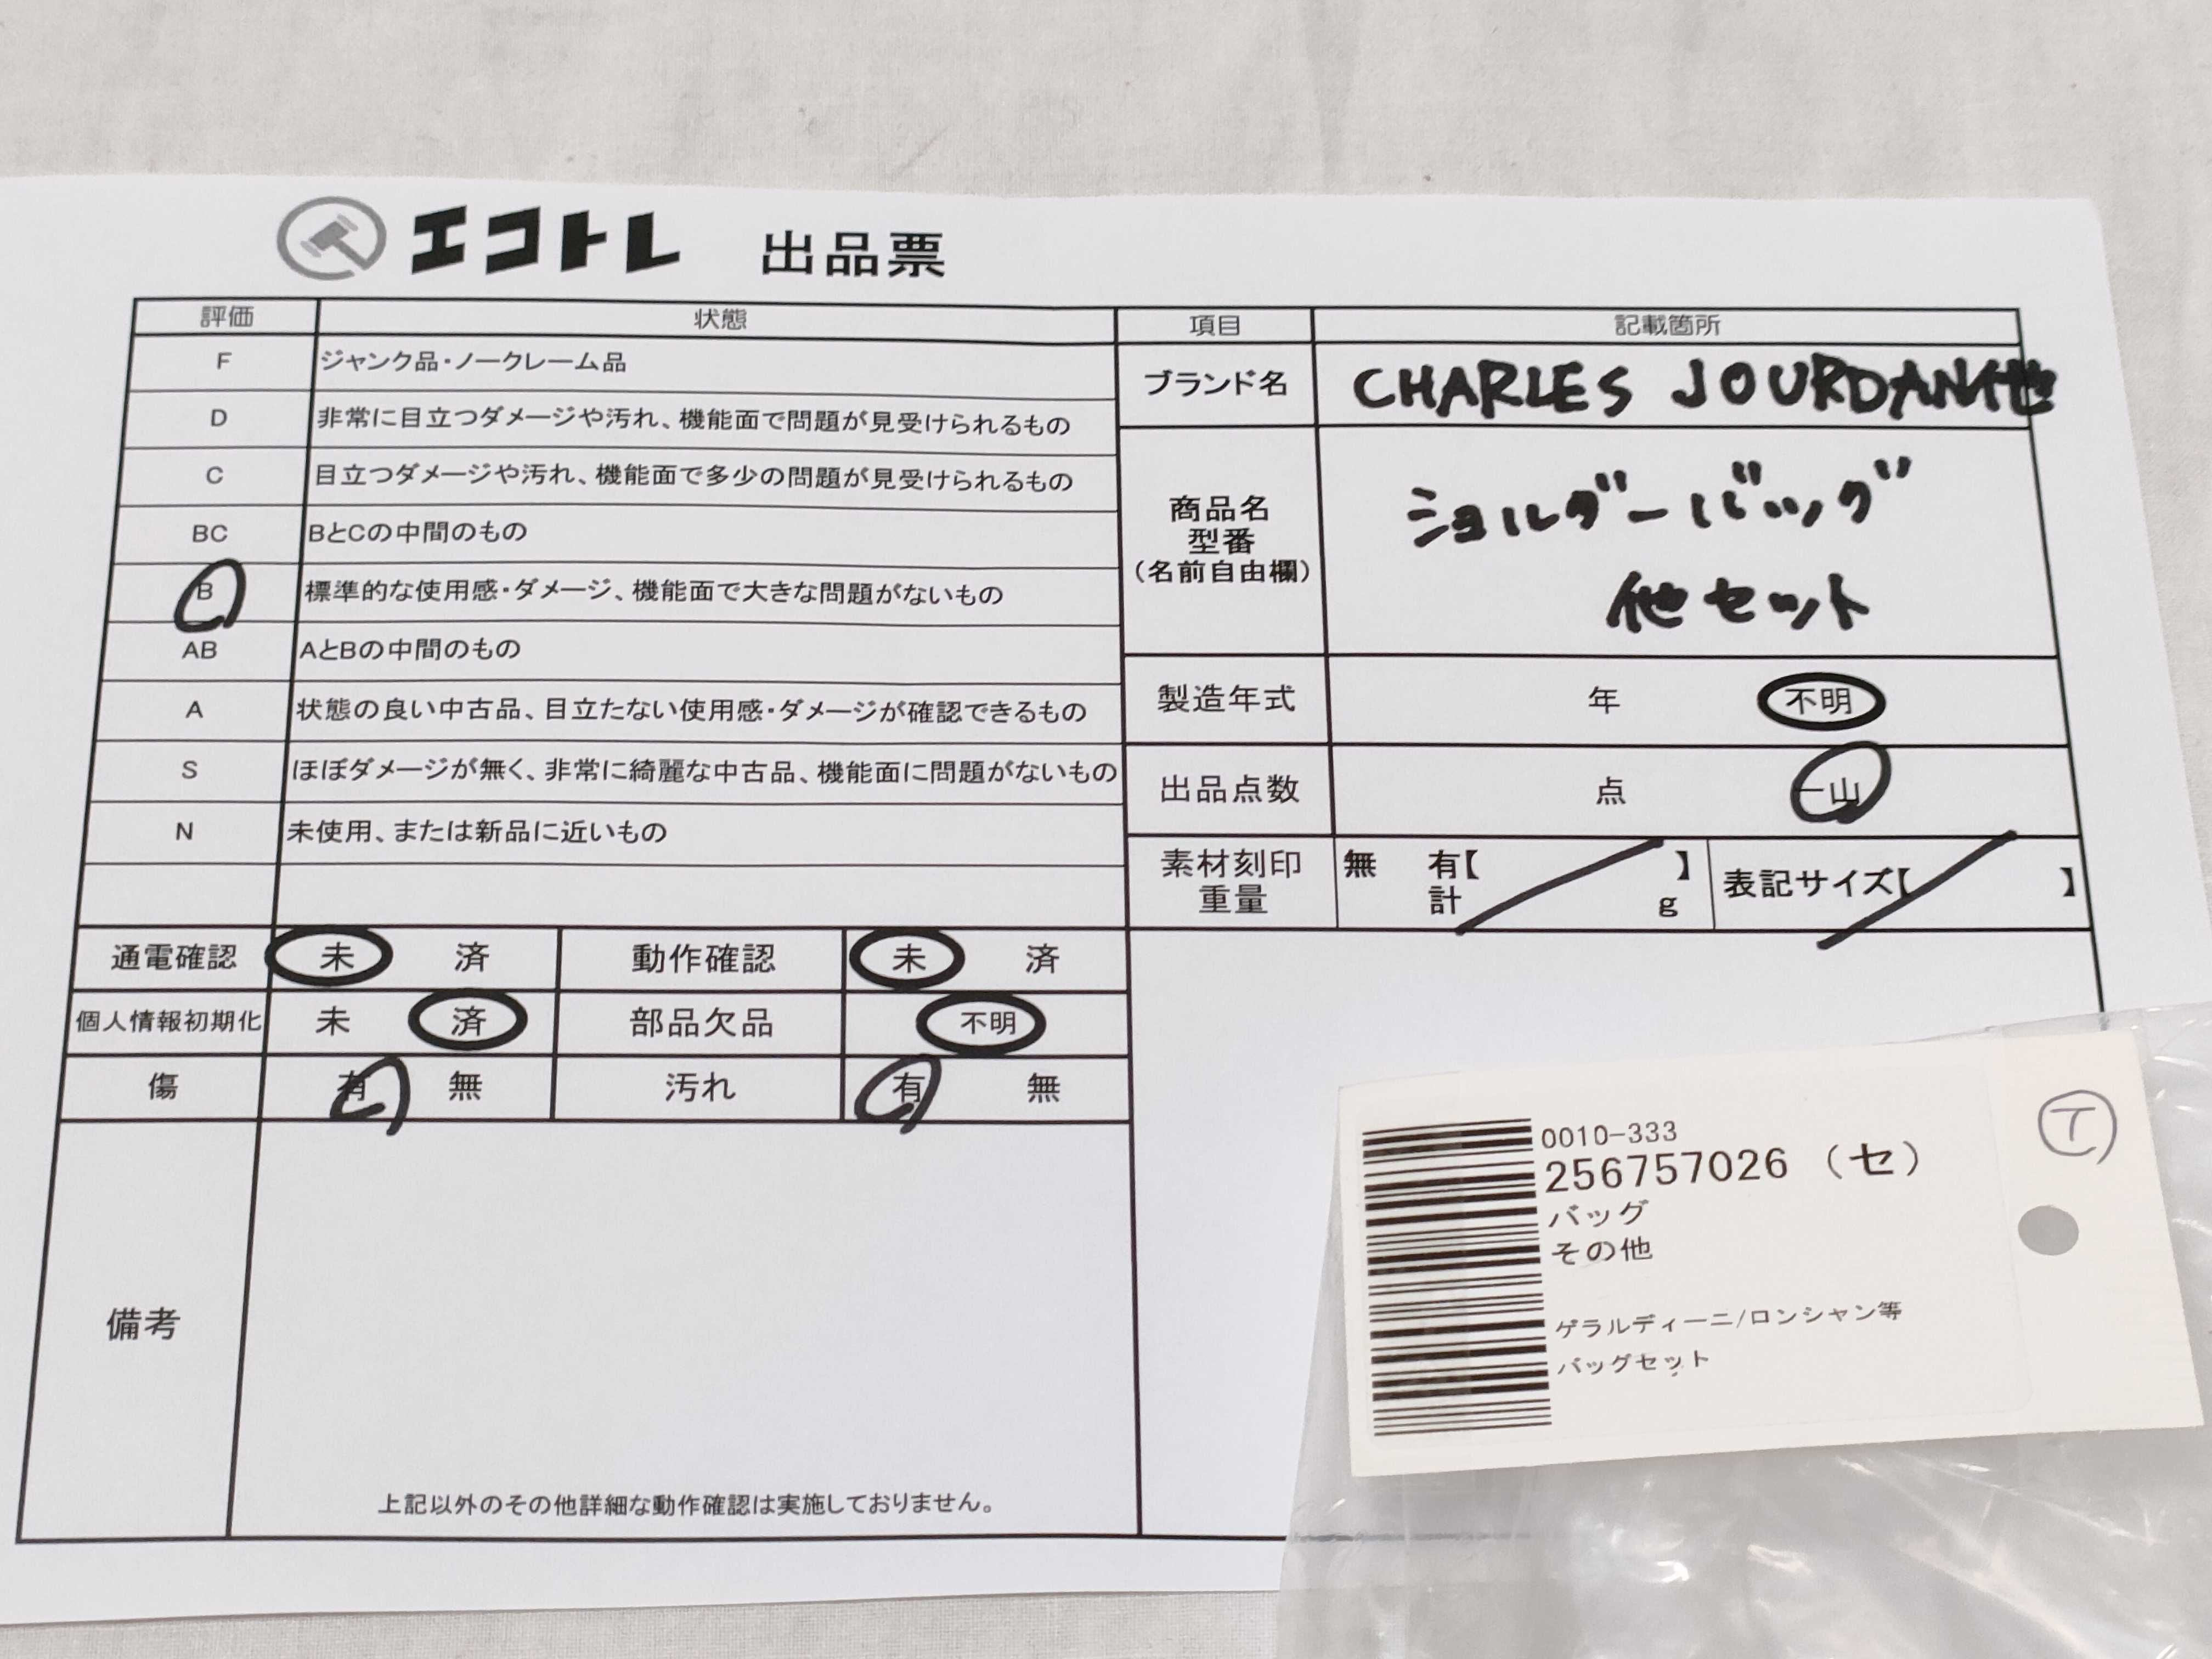 エコトレ 出品票
評価 状態
F ジャンク品・ノークレーム品
D 非常に目立つダメージや汚れ、機能面で問題が見受けられるもの
C 目立つダメージや汚れ、機能面で多少の問題が見受けられるもの
BC BとCの中間のもの
B 標準的な使用感・ダメージ、機能面で大きな問題がないもの
AB AとBの中間のもの
A 状態の良い中古品、目立たない使用感・ダメージが確認できるもの
S ほぼダメージが無く、非常に綺麗な中古品、機能面に問題がないもの
N 未使用、または新品に近いもの
通電確認 未 済 動作確認 未 済
個人情報初期化 未 済 部品欠品 不明
傷 有 無 汚れ 有 無
備考
上記以外のその他詳細な動作確認は実施しておりません。
項目 記載箇所
ブランド名 CHARLES JOURDAN他
商品名
型番
(名前自由欄)
ショルダーバッグ
他セット
製造年式 年 不明
出品点数 点 一山
素材刻印 無 有【 】
重量 計 g
表記サイズ【 】
0010-333
256757026 (セ)
バッグ
その他
ゲラルディーニ/ロンシャン等
バッグセット